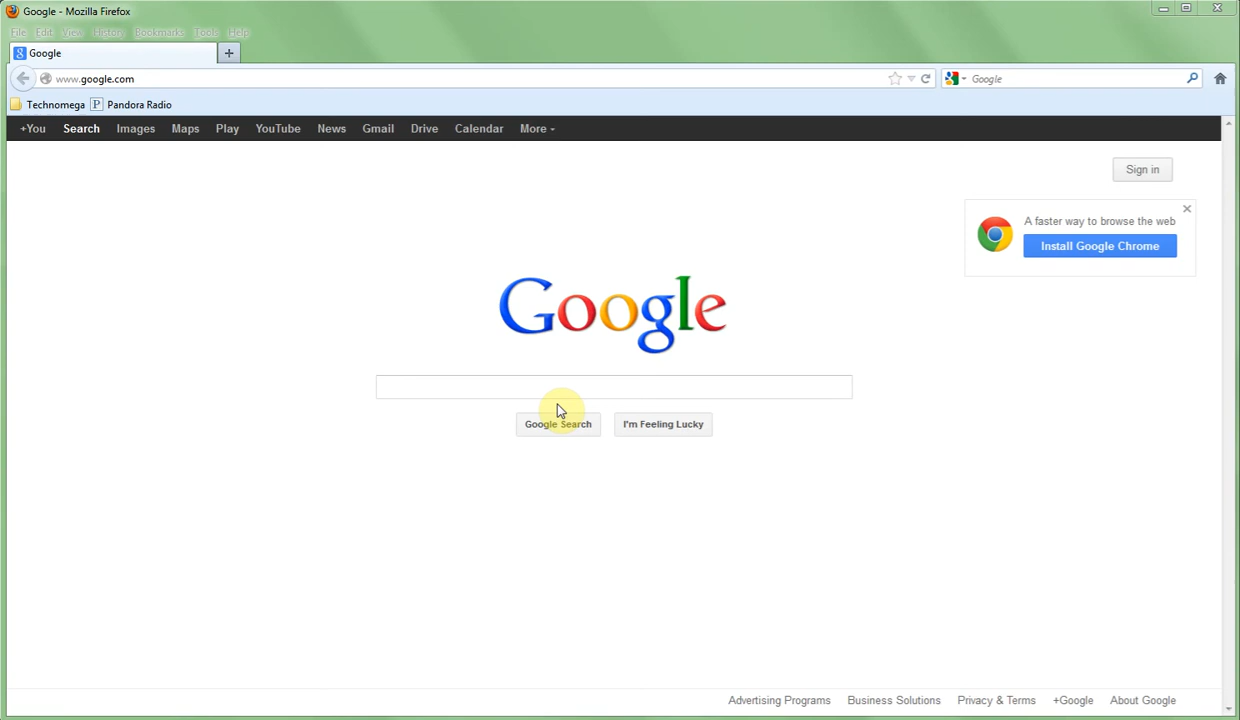 Google - Mozilla Firefox
File Edit View History Bookmarks Tools Help
Google
www.google.com
Google
Technomega
Pandora Radio
+You Search Images Maps Play YouTube News Gmail Drive Calendar More
Sign in
A faster way to browse the web
Install Google Chrome
Google
Google Search
I'm Feeling Lucky
Advertising Programs Business Solutions Privacy & Terms +Google About Google